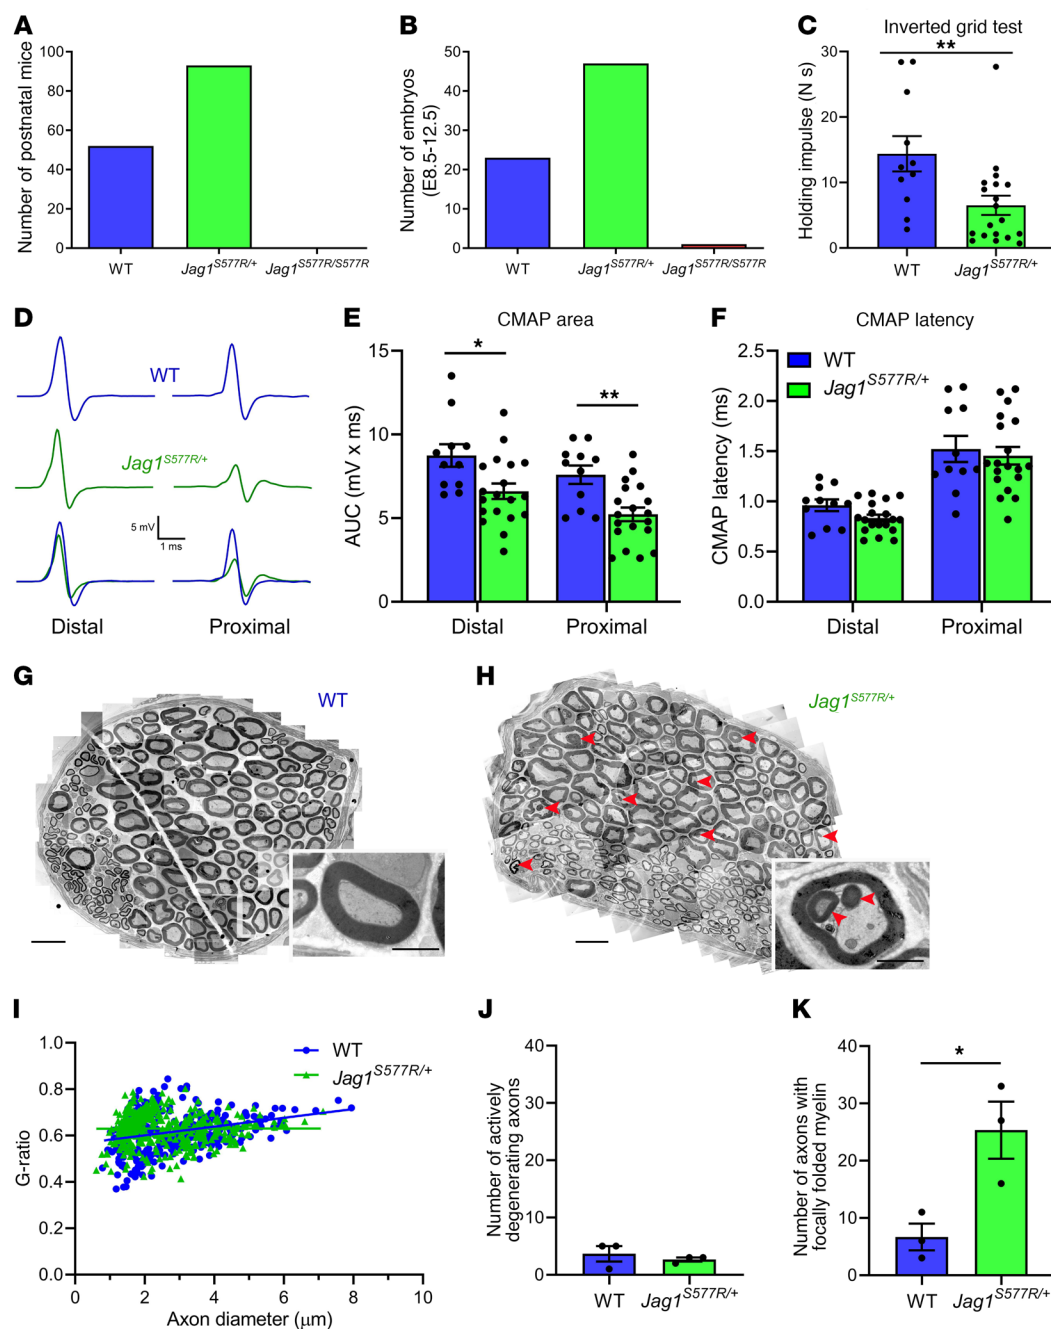 A
Number of postnatal mice
100
80
60
40
20
0
WT
Jag1S577R/+
Jag1S577R/S577R
B
Number of embryos
(E8.5-12.5)
50
40
30
20
10
0
WT
Jag1S577R/+
Jag1S577R/S577R
C
Inverted grid test
**
Holding impulse (N s)
30
20
10
0
WT
Jag1S577R/+
D
WT
Jag1S577R/+
5 mV
1 ms
Distal
Proximal
E
CMAP area
AUC (mV x ms)
15
10
5
0
*
**
Distal
Proximal
F
CMAP latency
CMAP latency (ms)
2.5
2.0
1.5
1.0
0.5
0.0
WT
Jag1S577R/+
Distal
Proximal
G
WT
H
Jag1S577R/+
I
G-ratio
1.0
0.8
0.6
0.4
0.2
0.0
WT
Jag1S577R/+
0
2
4
6
8
10
Axon diameter (μm)
J
Number of actively
degenerating axons
40
30
20
10
0
WT
Jag1S577R/+
K
Number of axons with
focally folded myelin
40
30
20
10
0
*
WT
Jag1S577R/+